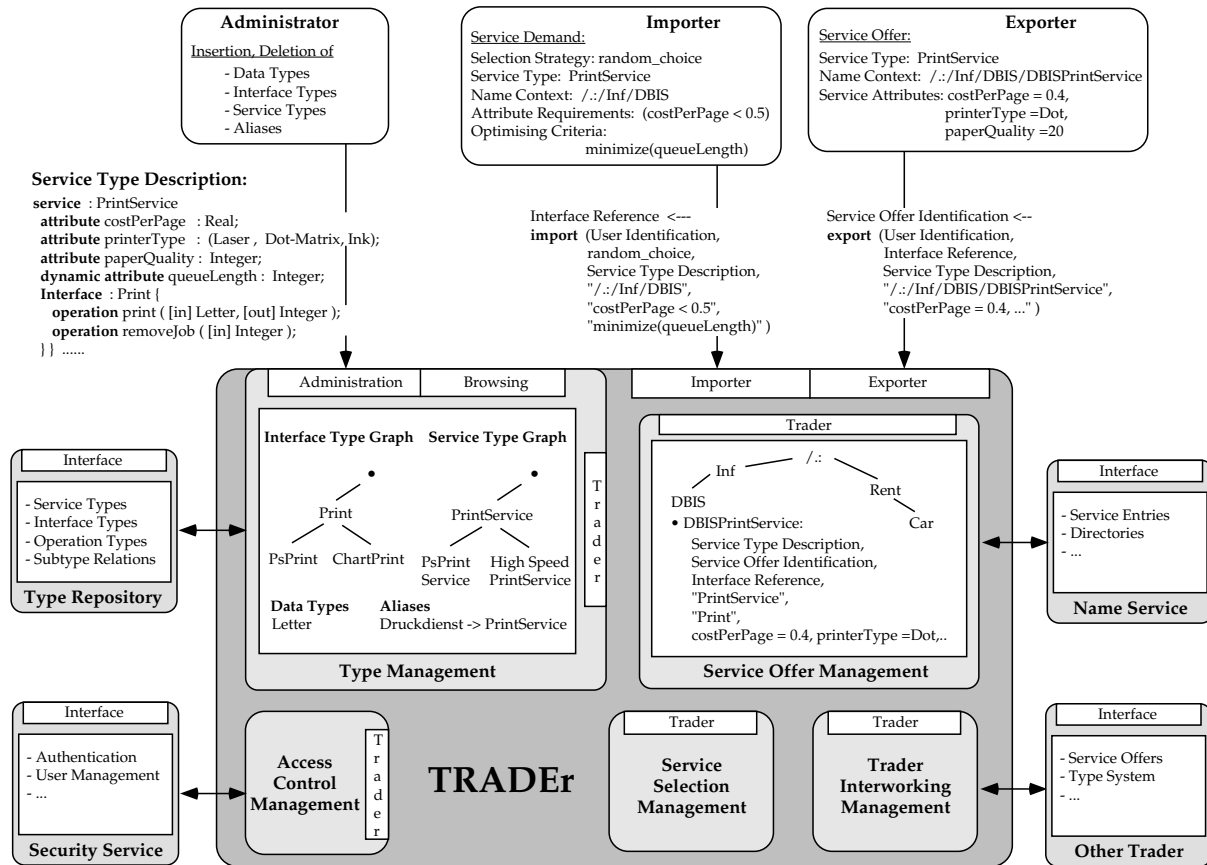 Administrator
Insertion, Deletion of
- Data Types
- Interface Types
- Service Types
- Aliases
Importer
Service Demand:
Selection Strategy: random_choice
Service Type: PrintService
Name Context: /.:/Inf/DBIS
Attribute Requirements: (costPerPage < 0.5)
Optimising Criteria:
minimize(queueLength)
Exporter
Service Offer:
Service Type: PrintService
Name Context: /.:/Inf/DBIS/DBISPrintService
Service Attributes: costPerPage = 0.4,
printerType =Dot,
paperQuality =20
Service Type Description:
service : PrintService
attribute costPerPage : Real;
attribute printerType : (Laser , Dot-Matrix, Ink);
attribute paperQuality : Integer;
dynamic attribute queueLength : Integer;
Interface : Print {
operation print ( [in] Letter, [out] Integer );
operation removeJob ( [in] Integer );
} } ......
Interface Reference <---
import (User Identification,
random_choice,
Service Type Description,
"/.:/Inf/DBIS",
"costPerPage < 0.5",
"minimize(queueLength)" )
Service Offer Identification <--
export (User Identification,
Interface Reference,
Service Type Description,
"/.:/Inf/DBIS/DBISPrintService",
"costPerPage = 0.4, ..." )
Administration
Browsing
Importer
Exporter
Interface Type Graph
Service Type Graph
•
•
Print
PrintService
PsPrint
ChartPrint
PsPrint
Service
High Speed
PrintService
Data Types
Letter
Aliases
Druckdienst -> PrintService
Type Management
Trader
Trader
/.:
Inf
DBIS
Rent
Car
• DBISPrintService:
Service Type Description,
Service Offer Identification,
Interface Reference,
"PrintService",
"Print",
costPerPage = 0.4, printerType =Dot,..
Service Offer Management
Interface
- Service Types
- Interface Types
- Operation Types
- Subtype Relations
Type Repository
Interface
- Service Entries
- Directories
- ...
Name Service
Interface
- Authentication
- User Management
- ...
Security Service
Access
Control
Management
Trader
TRADEr
Trader
Service
Selection
Management
Trader
Trader
Interworking
Management
Interface
- Service Offers
- Type System
- ...
Other Trader